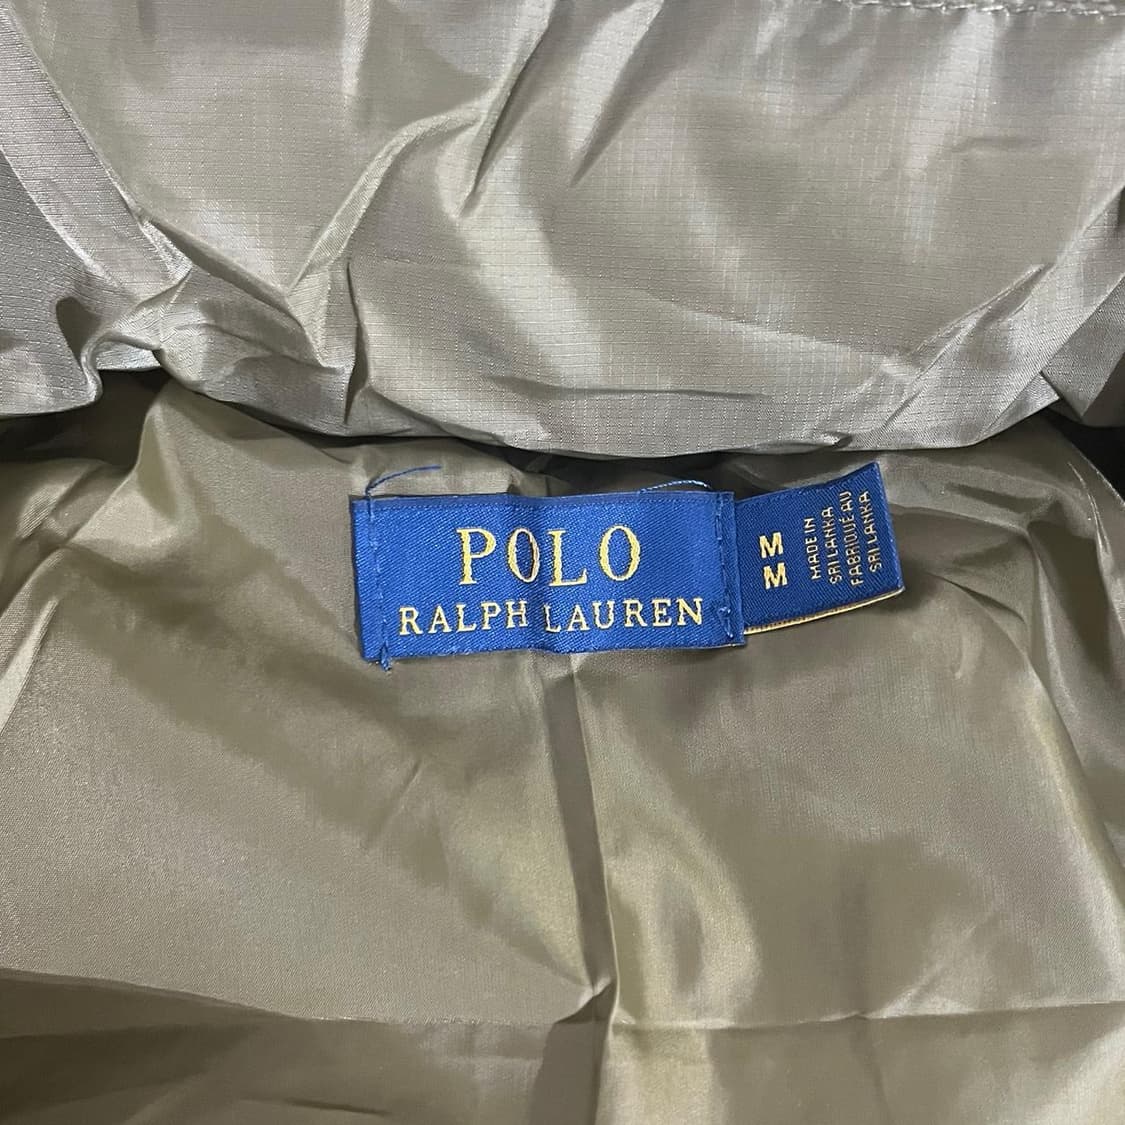 POLO
RALPH LAUREN
M
M
MADE IN
SRI LANKA
FABRIQUÉ AU
SRI LANKA